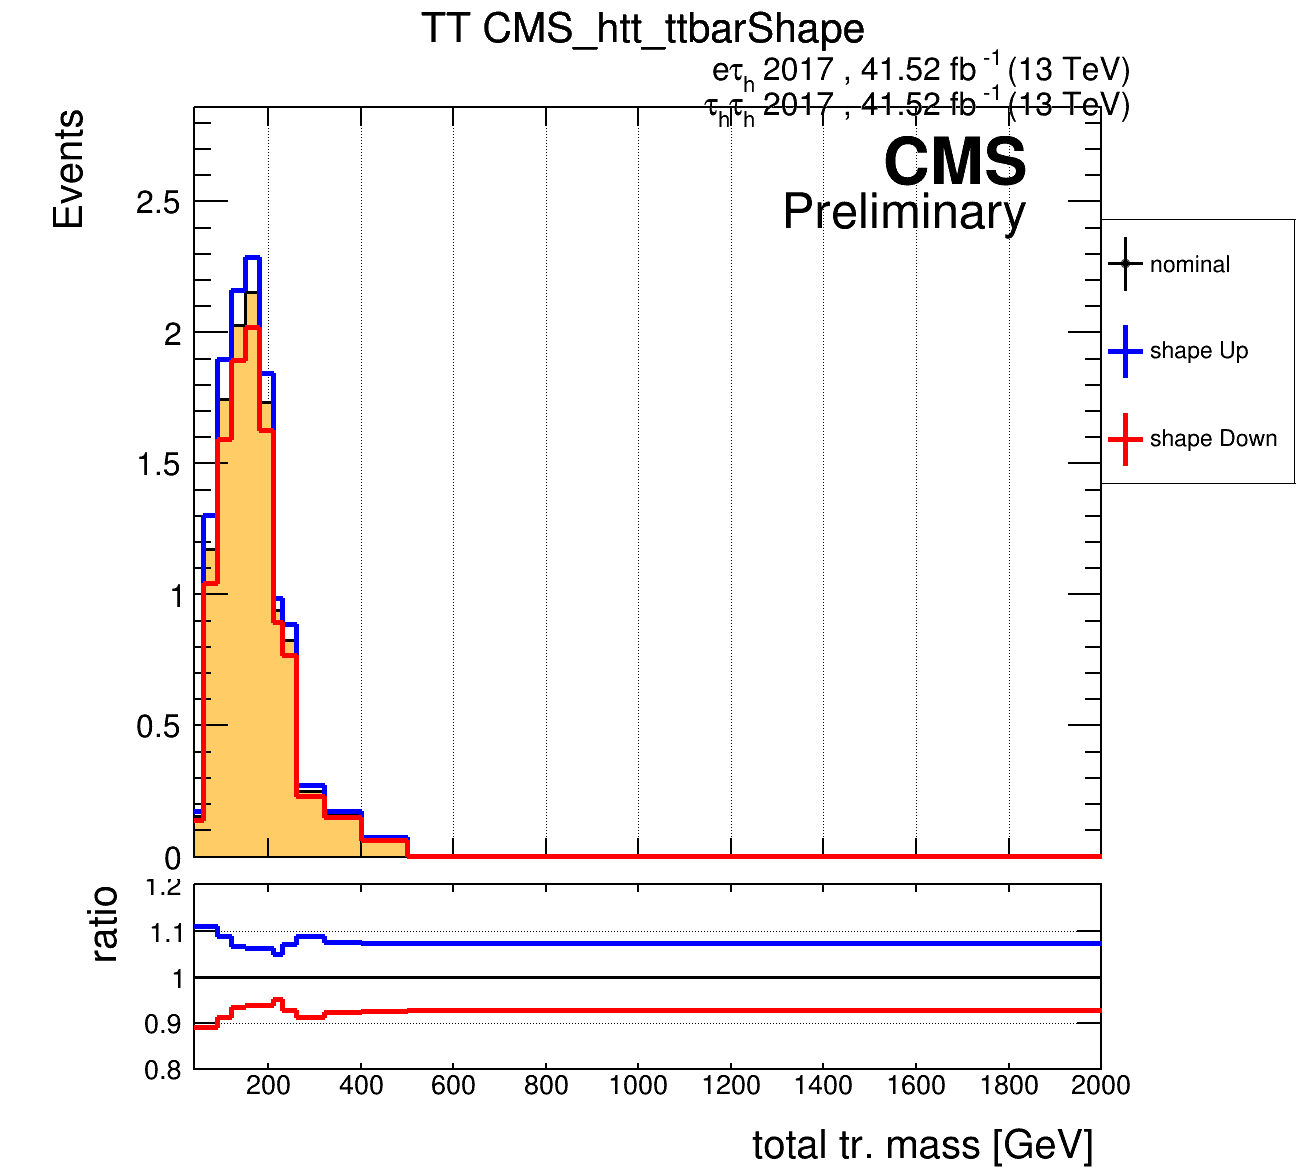 TT CMS_htt_ttbarShape
eτh 2017 , 41.52 fb -1 (13 TeV)
τhτh 2017 , 41.52 fb -1 (13 TeV)
Events
CMS
Preliminary
2.5
2
1.5
1
0.5
0
nominal
shape Up
shape Down
ratio
1.2
1.1
1
0.9
0.8
200 400 600 800 1000 1200 1400 1600 1800 2000
total tr. mass [GeV]